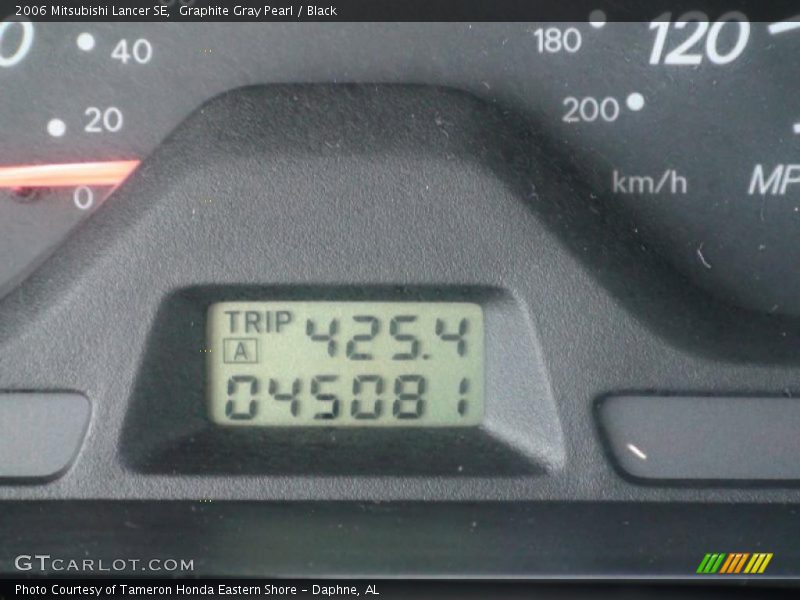 2006 Mitsubishi Lancer SE,  Graphite Gray Pearl / Black
0
40
20
0
180
120
200
km/h
TRIP 425.4
A
045081
GTCARLOT.COM
Photo Courtesy of Tameron Honda Eastern Shore - Daphne, AL